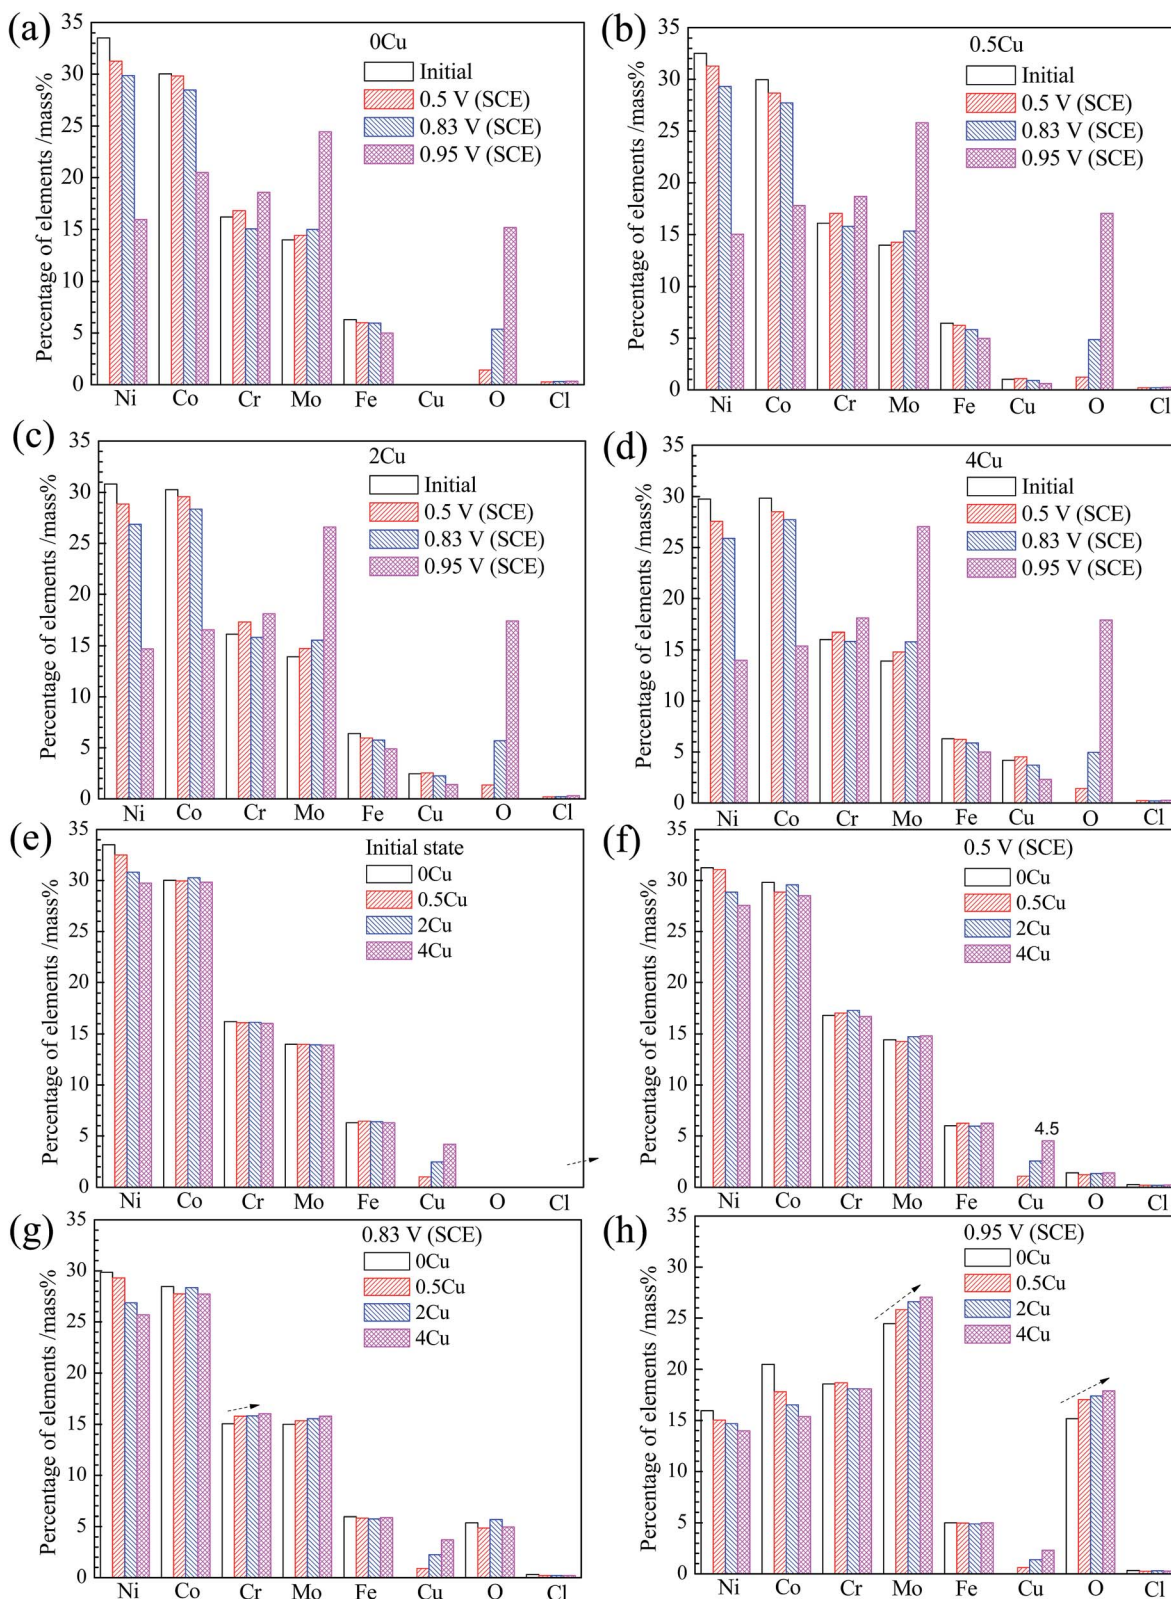 (a)
0Cu
Initial
0.5 V (SCE)
0.83 V (SCE)
0.95 V (SCE)
Percentage of elements /mass%
35
30
25
20
15
10
5
0
Ni Co Cr Mo Fe Cu O Cl
(b)
0.5Cu
Initial
0.5 V (SCE)
0.83 V (SCE)
0.95 V (SCE)
Percentage of elements /mass%
35
30
25
20
15
10
5
0
Ni Co Cr Mo Fe Cu O Cl
(c)
2Cu
Initial
0.5 V (SCE)
0.83 V (SCE)
0.95 V (SCE)
Percentage of elements /mass%
35
30
25
20
15
10
5
0
Ni Co Cr Mo Fe Cu O Cl
(d)
4Cu
Initial
0.5 V (SCE)
0.83 V (SCE)
0.95 V (SCE)
Percentage of elements /mass%
35
30
25
20
15
10
5
0
Ni Co Cr Mo Fe Cu O Cl
(e)
Initial state
0Cu
0.5Cu
2Cu
4Cu
Percentage of elements /mass%
35
30
25
20
15
10
5
0
Ni Co Cr Mo Fe Cu O Cl
(f)
0.5 V (SCE)
0Cu
0.5Cu
2Cu
4Cu
4.5
Percentage of elements /mass%
35
30
25
20
15
10
5
0
Ni Co Cr Mo Fe Cu O Cl
(g)
0.83 V (SCE)
0Cu
0.5Cu
2Cu
4Cu
Percentage of elements /mass%
35
30
25
20
15
10
5
0
Ni Co Cr Mo Fe Cu O Cl
(h)
0.95 V (SCE)
0Cu
0.5Cu
2Cu
4Cu
Percentage of elements /mass%
35
30
25
20
15
10
5
0
Ni Co Cr Mo Fe Cu O Cl